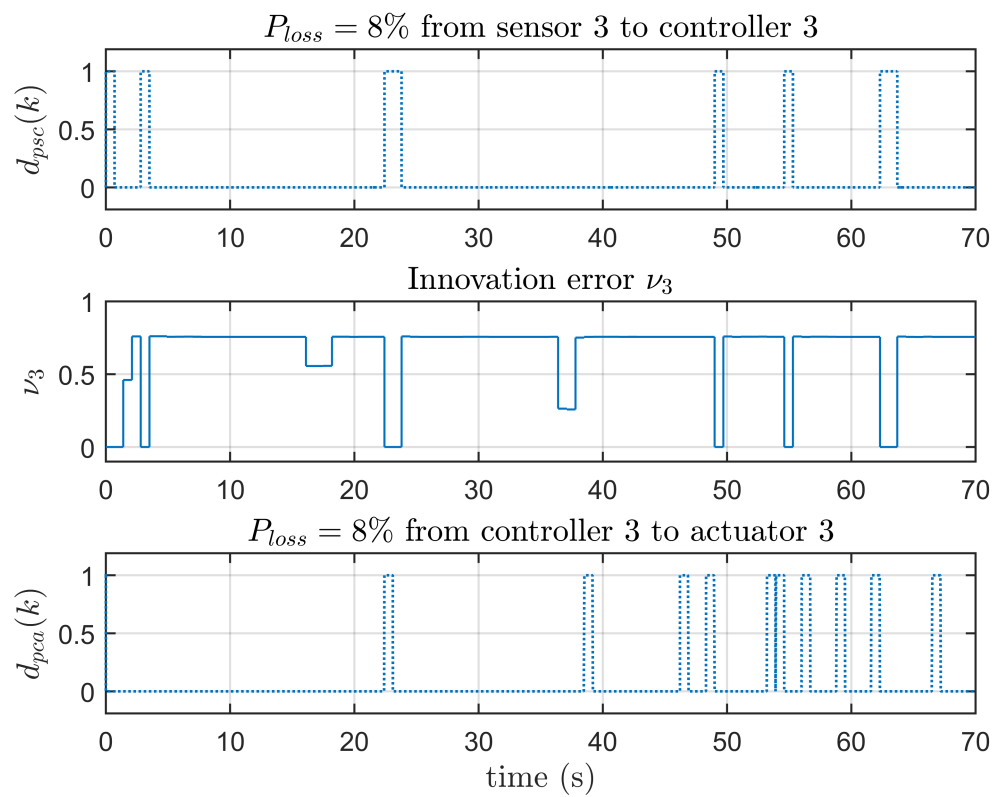 P_loss = 8% from sensor 3 to controller 3
d_psc(k)
1
0.5
0
0 10 20 30 40 50 60 70
Innovation error ν_3
ν_3
1
0.5
0
0 10 20 30 40 50 60 70
P_loss = 8% from controller 3 to actuator 3
d_pca(k)
1
0.5
0
0 10 20 30 40 50 60 70
time (s)